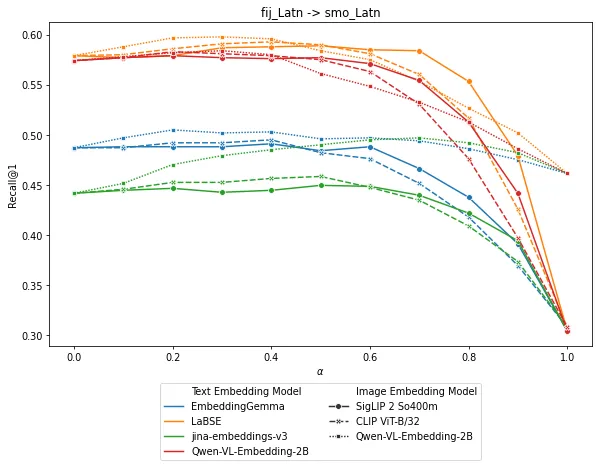 fij_Latn -> smo_Latn
Recall@1
0.60
0.55
0.50
0.45
0.40
0.35
0.30
0.0
0.2
0.4
0.6
0.8
1.0
α
Text Embedding Model
EmbeddingGemma
LaBSE
jina-embeddings-v3
Qwen-VL-Embedding-2B
Image Embedding Model
SigLIP 2 So400m
CLIP ViT-B/32
Qwen-VL-Embedding-2B